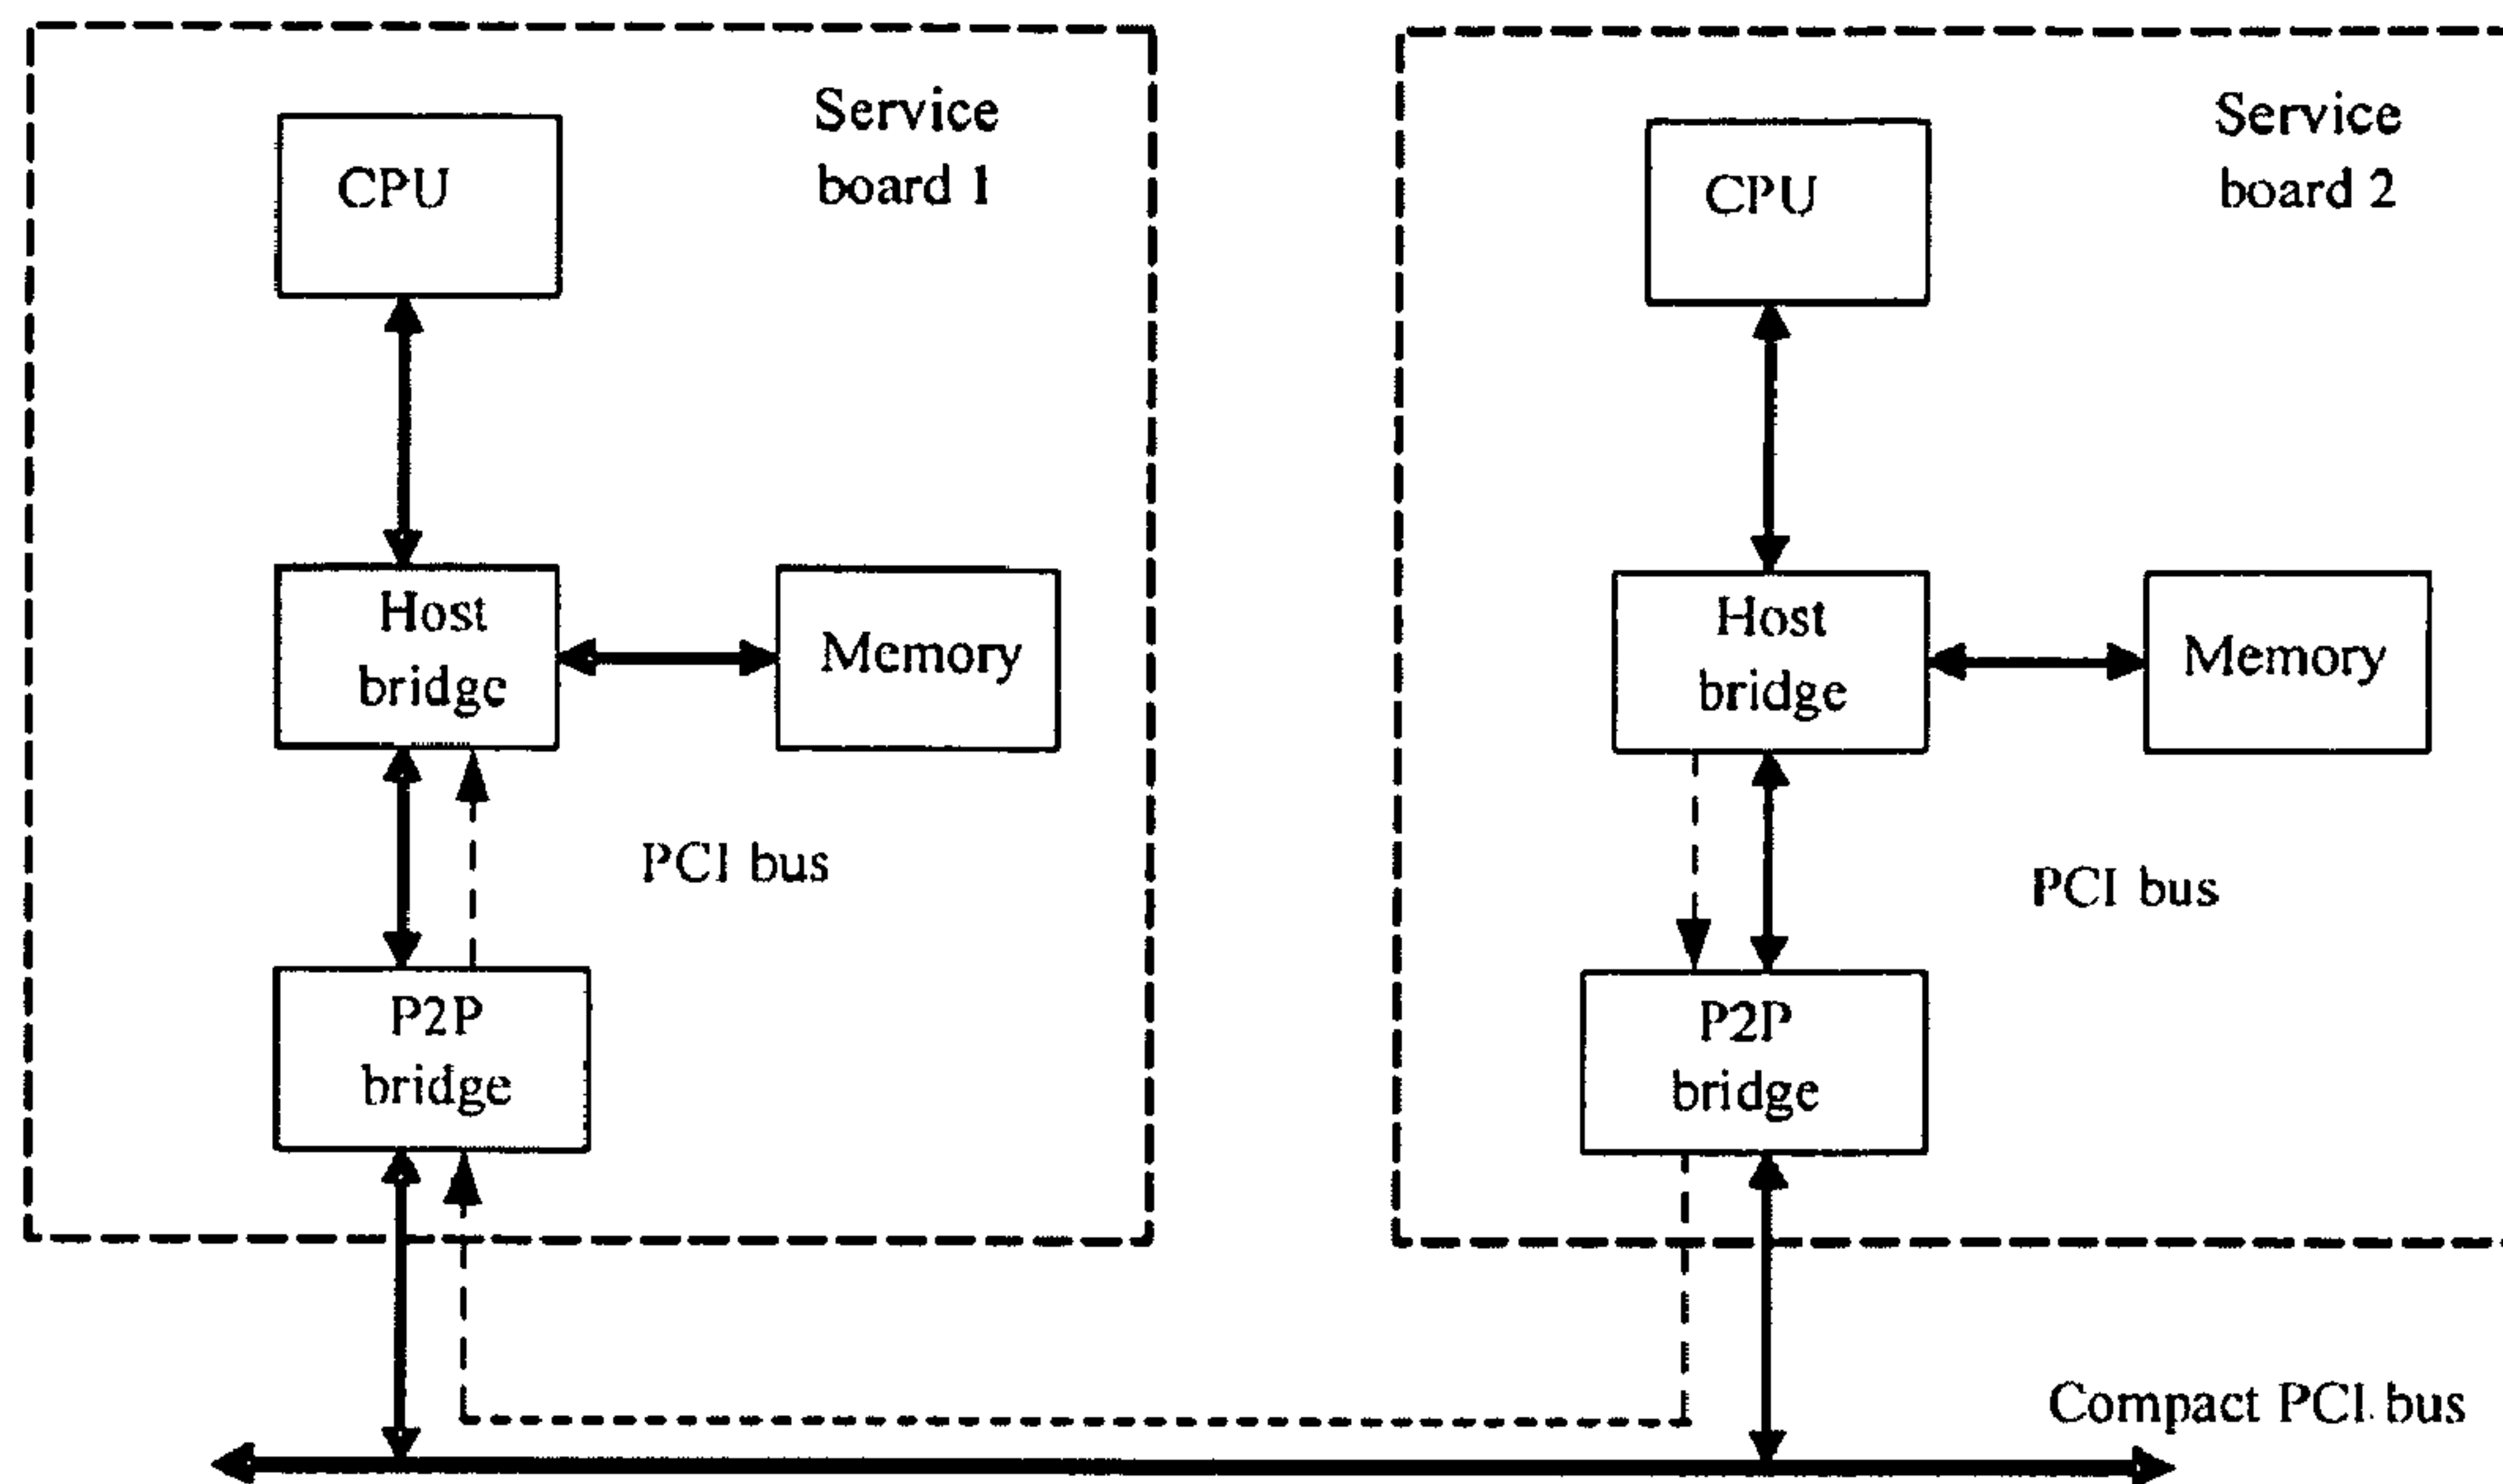 Service
board 1
CPU
Host
bridge
Memory
PCI bus
P2P
bridge
Service
board 2
CPU
Host
bridge
Memory
PCI bus
P2P
bridge
Compact PCI bus